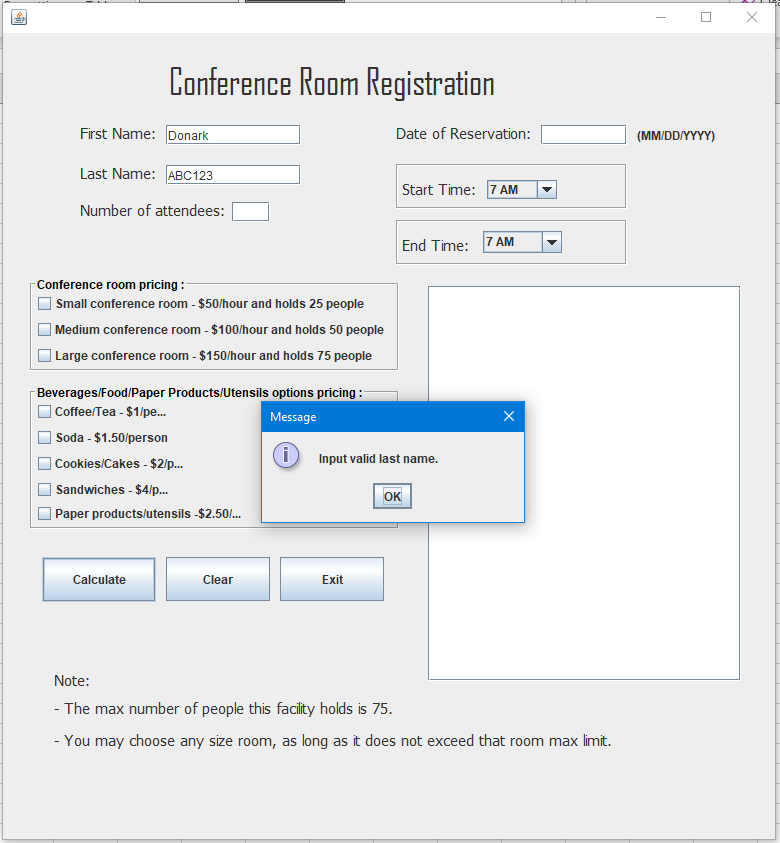 Conference Room Registration
First Name: Donark
Date of Reservation: (MM/DD/YYYY)
Last Name: ABC123
Start Time: 7 AM
Number of attendees:
End Time: 7 AM
Conference room pricing :
Small conference room - $50/hour and holds 25 people
Medium conference room - $100/hour and holds 50 people
Large conference room - $150/hour and holds 75 people
Beverages/Food/Paper Products/Utensils options pricing :
Coffee/Tea - $1/pe...
Soda - $1.50/person
Cookies/Cakes - $2/p...
Sandwiches - $4/p...
Paper products/utensils -$2.50/...
Message
Input valid last name.
OK
Calculate
Clear
Exit
Note:
- The max number of people this facility holds is 75.
- You may choose any size room, as long as it does not exceed that room max limit.